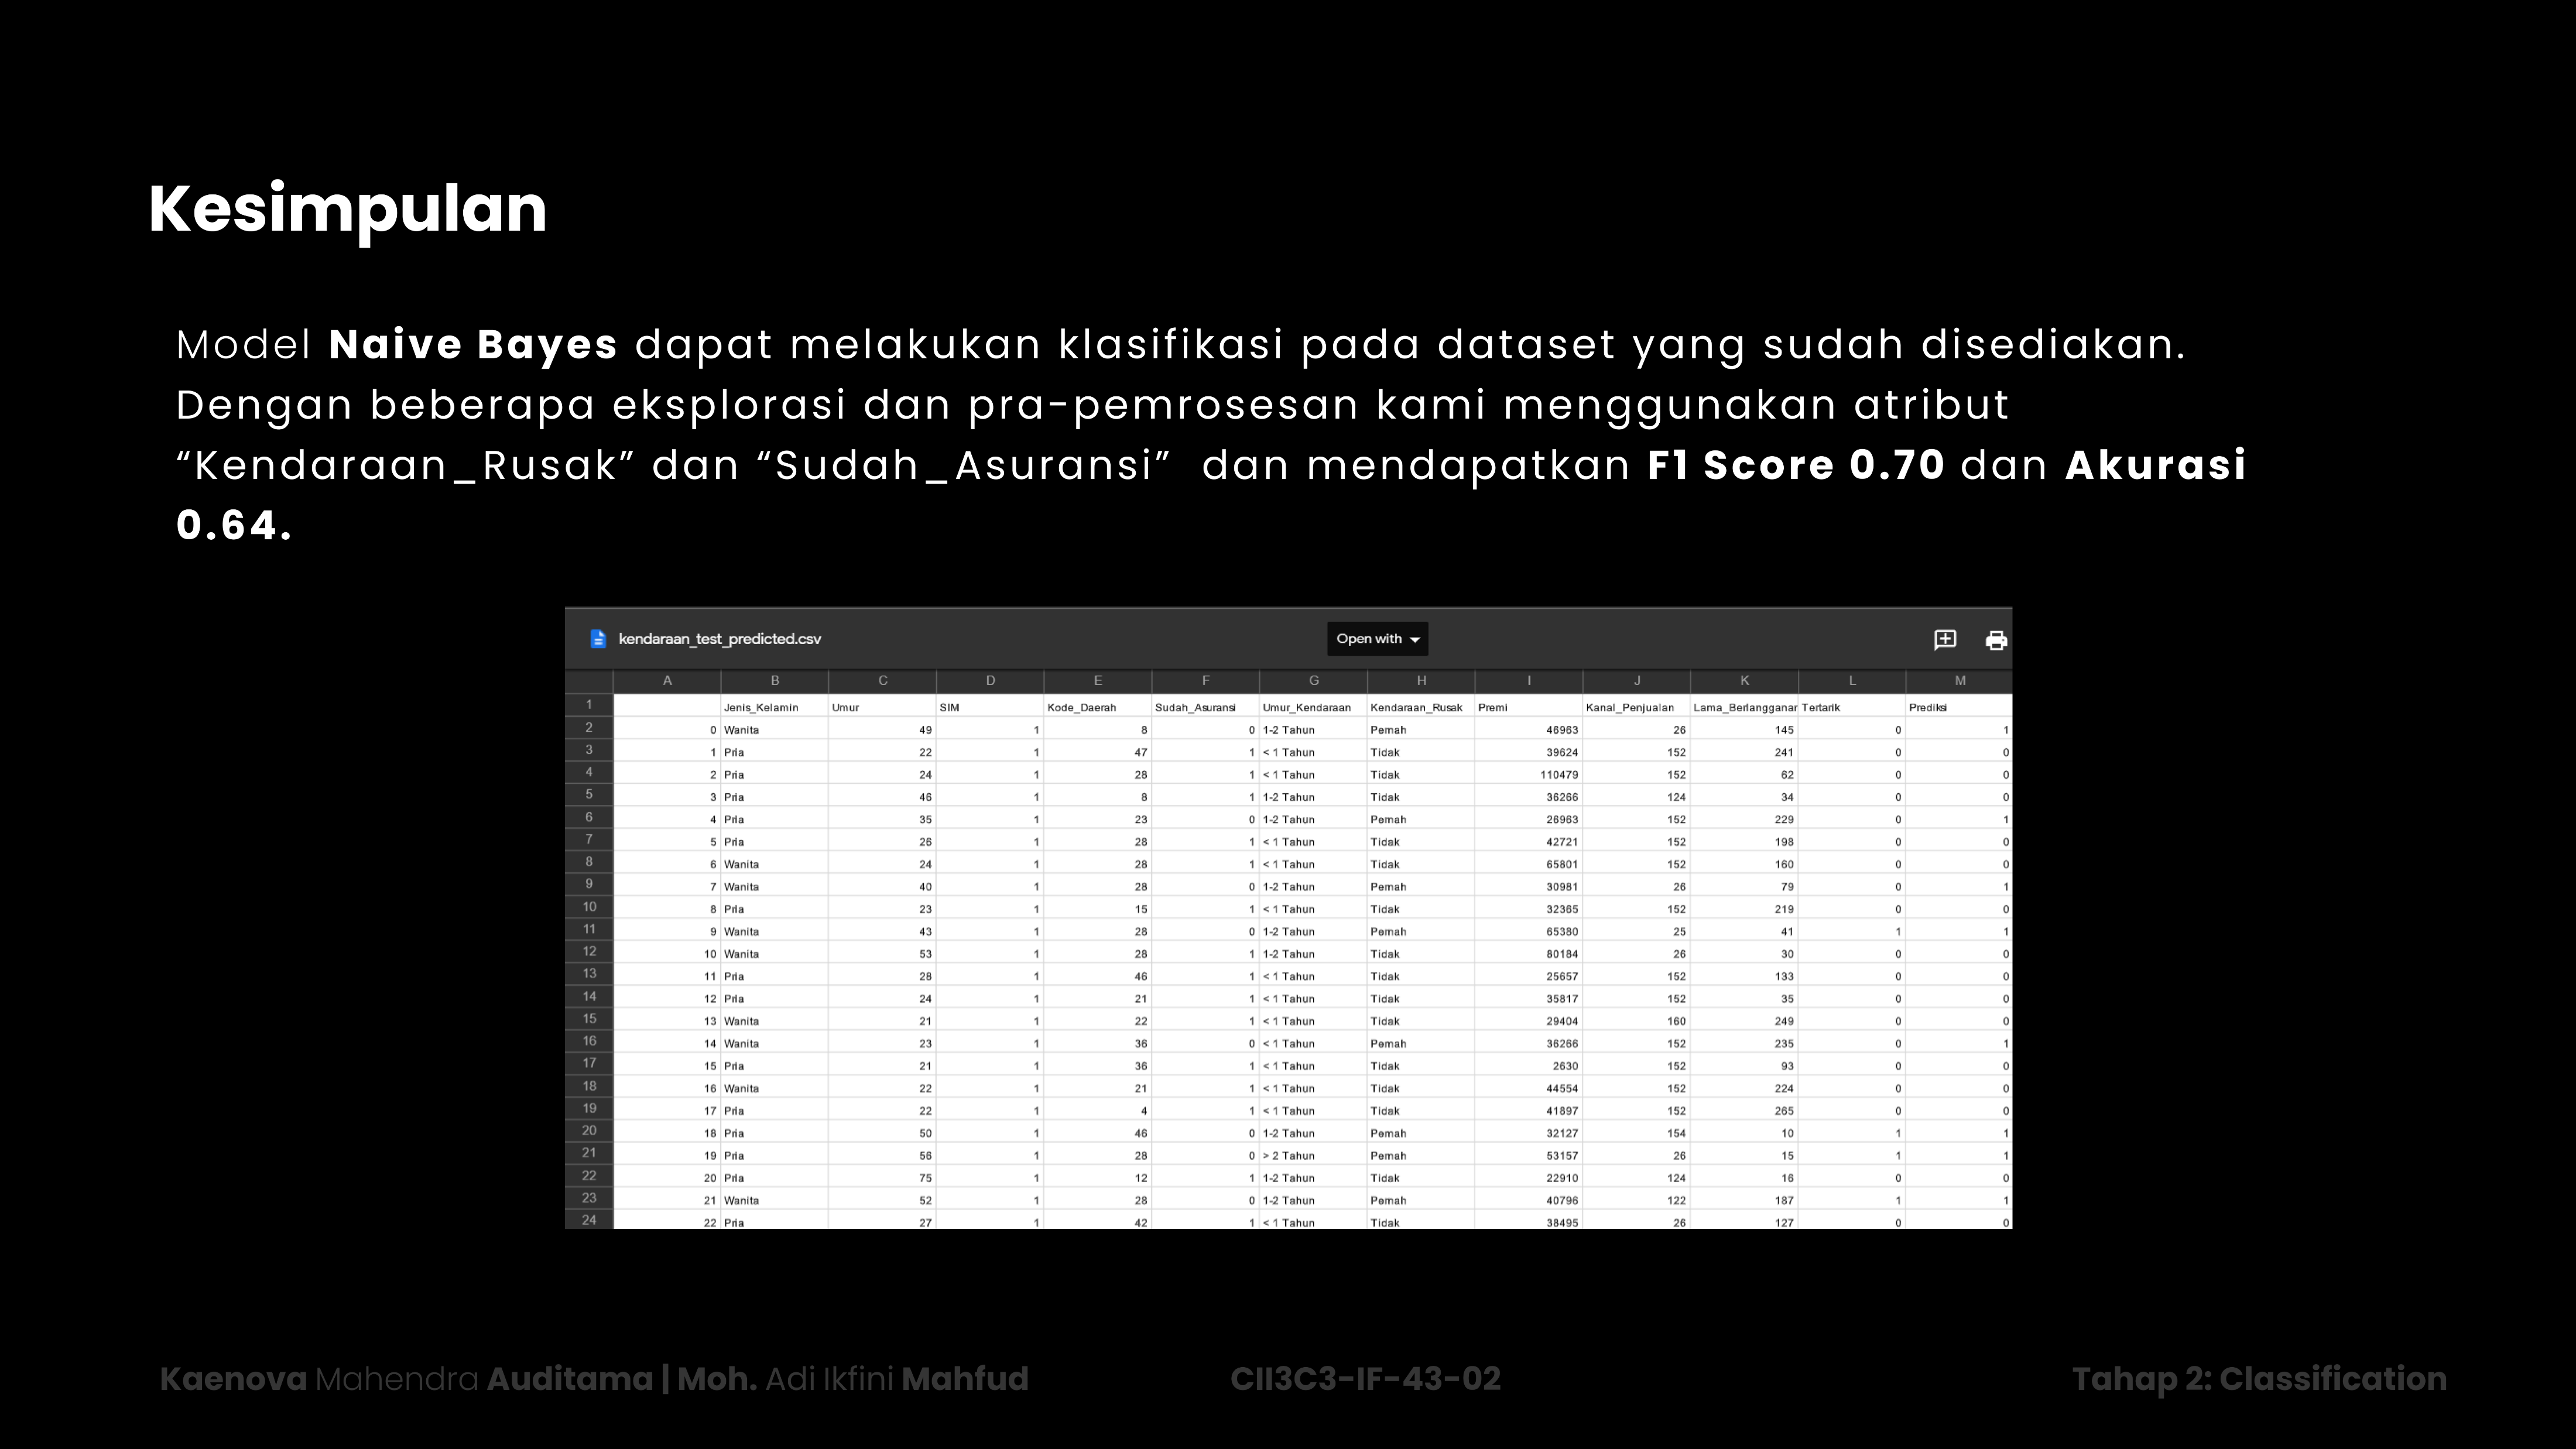 Kesimpulan
Model Naive Bayes dapat melakukan klasifikasi pada dataset yang sudah disediakan.
Dengan beberapa eksplorasi dan pra-pemrosesan kami menggunakan atribut
“Kendaraan_Rusak” dan “Sudah_Asuransi”  dan mendapatkan F1 Score 0.70 dan Akurasi
0.64.
kendaraan_test_predicted.csv Open with
A B C D E F G H I J K L M
1 Jenis_Kelamin Umur SIM Kode_Daerah Sudah_Asuransi Umur_Kendaraan Kendaraan_Rusak Premi Kanal_Penjualan Lama_Berlangganan Tertarik Prediksi
2 0 Wanita 49 1 8 0 1-2 Tahun Pernah 46963 26 145 0 1
3 1 Pria 22 1 47 1 < 1 Tahun Tidak 39624 152 241 0 0
4 2 Pria 24 1 28 1 < 1 Tahun Tidak 110479 152 62 0 0
5 3 Pria 46 1 8 1 1-2 Tahun Tidak 36266 124 34 0 0
6 4 Pria 35 1 23 0 1-2 Tahun Pernah 26963 152 229 0 1
7 5 Pria 26 1 28 1 < 1 Tahun Tidak 42721 152 198 0 0
8 6 Wanita 24 1 28 1 < 1 Tahun Tidak 65801 152 160 0 0
9 7 Wanita 40 1 28 0 1-2 Tahun Pernah 30981 26 79 0 1
10 8 Pria 23 1 15 1 < 1 Tahun Tidak 32365 152 219 0 0
11 9 Wanita 43 1 28 0 1-2 Tahun Pernah 65380 25 41 1 1
12 10 Wanita 53 1 28 1 1-2 Tahun Tidak 80184 26 30 0 0
13 11 Pria 28 1 46 1 < 1 Tahun Tidak 25657 152 133 0 0
14 12 Pria 24 1 21 1 < 1 Tahun Tidak 35817 152 35 0 0
15 13 Wanita 21 1 22 1 < 1 Tahun Tidak 29404 160 249 0 0
16 14 Wanita 23 1 36 0 < 1 Tahun Pernah 36266 152 235 0 1
17 15 Pria 21 1 36 1 < 1 Tahun Tidak 2630 152 93 0 0
18 16 Wanita 22 1 21 1 < 1 Tahun Tidak 44554 152 224 0 0
19 17 Pria 22 1 4 1 < 1 Tahun Tidak 41897 152 265 0 0
20 18 Pria 50 1 46 0 1-2 Tahun Pernah 32127 154 10 1 1
21 19 Pria 56 1 28 0 > 2 Tahun Pernah 53157 26 15 1 1
22 20 Pria 75 1 12 1 1-2 Tahun Tidak 22910 124 16 0 0
23 21 Wanita 52 1 28 0 1-2 Tahun Pernah 40796 122 187 1 1
24 22 Pria 27 1 42 1 < 1 Tahun Tidak 38495 26 127 0 0
Kaenova Mahendra Auditama | Moh. Adi Ikfini Mahfud CII3C3-IF-43-02 Tahap 2: Classification